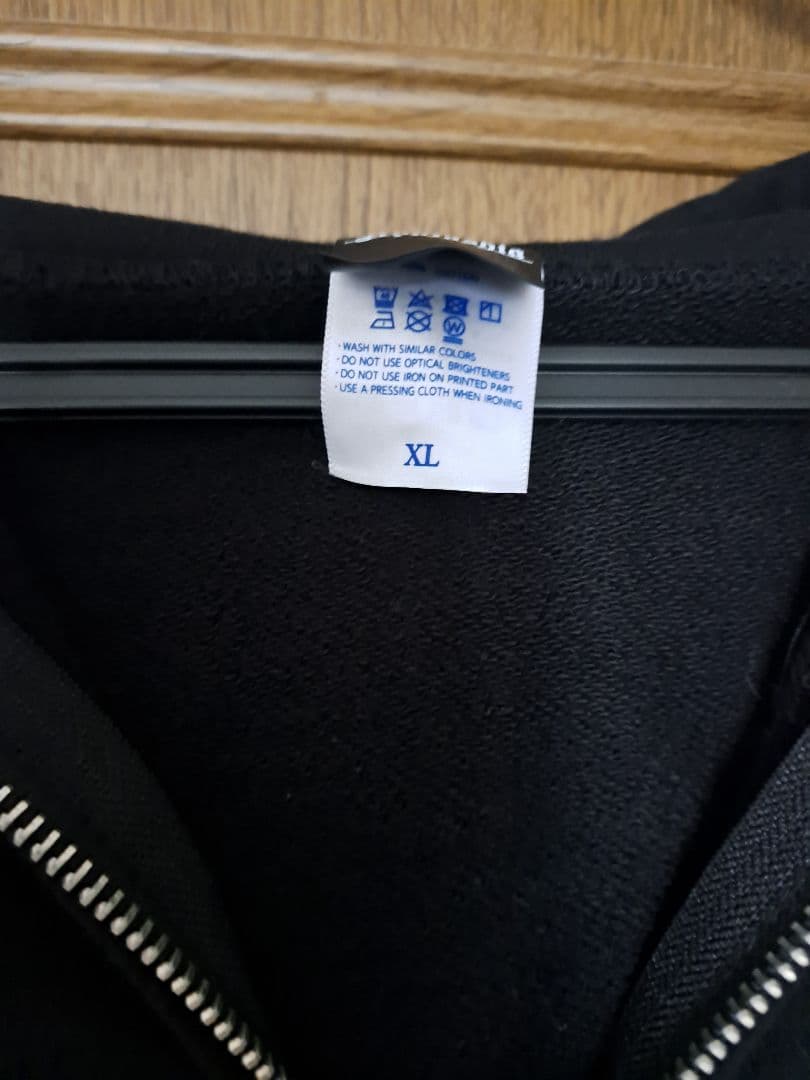 · WASH WITH SIMILAR COLORS
· DO NOT USE OPTICAL BRIGHTENERS
· DO NOT USE IRON ON PRINTED PART
· USE A PRESSING CLOTH WHEN IRONING
XL